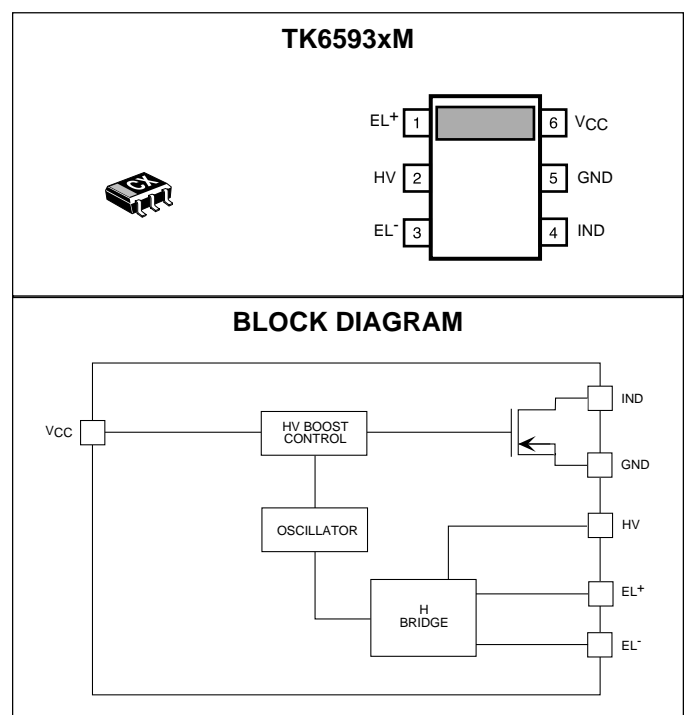 TK6593xM
EL+ 1 6 VCC
HV 2 5 GND
EL- 3 4 IND
CX
BLOCK DIAGRAM
VCC
HV BOOST
CONTROL
IND
GND
OSCILLATOR
HV
H
BRIDGE
EL+
EL-